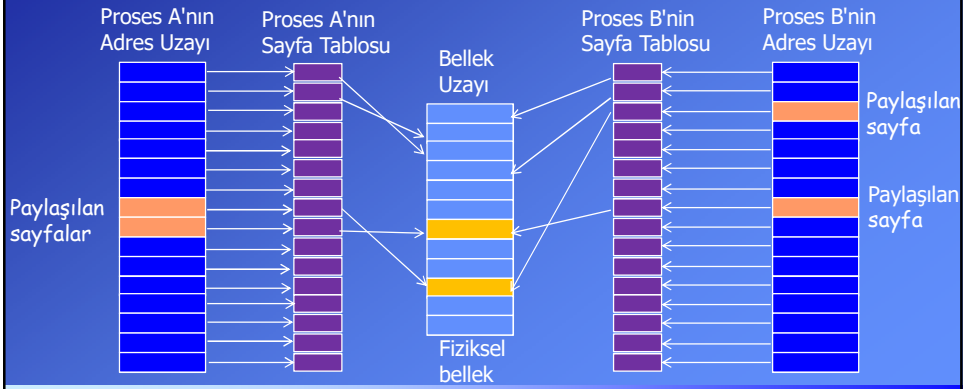 Proses A'nın
Adres Uzayı
Proses A'nın
Sayfa Tablosu
Bellek
Uzayı
Proses B'nin
Sayfa Tablosu
Proses B'nin
Adres Uzayı
Paylaşılan
sayfa
Paylaşılan
sayfalar
Paylaşılan
sayfa
Fiziksel
bellek